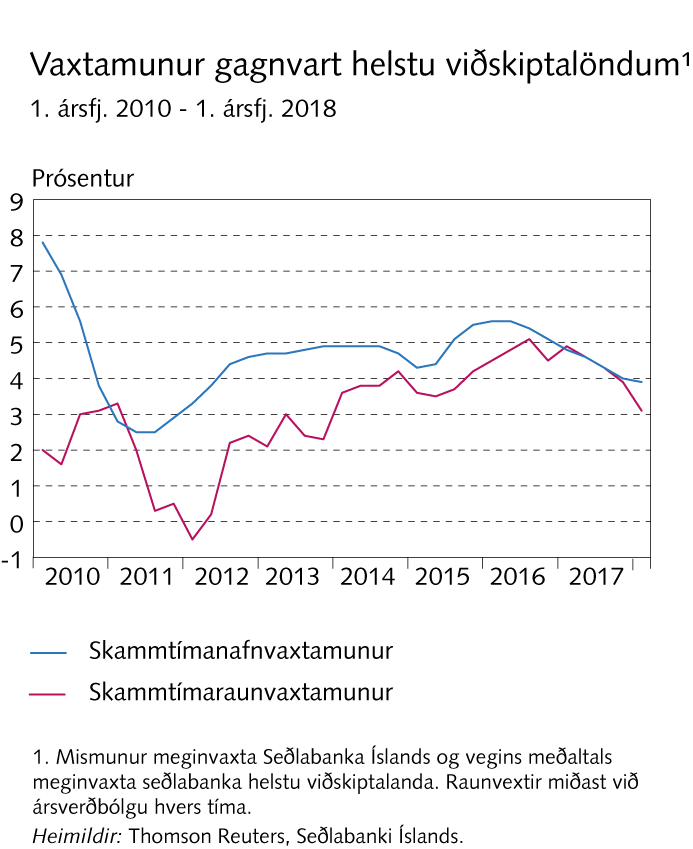 Vaxtamunur gagnvart helstu viðskiptalöndum¹
1. ársfj. 2010 - 1. ársfj. 2018
Prósentur
9
8
7
6
5
4
3
2
1
0
-1
2010 2011 2012 2013 2014 2015 2016 2017
Skammtímanafnvaxtamunur
Skammtímaraunvaxtamunur
1. Mismunur meginvaxta Seðlabanka Íslands og vegins meðaltals
meginvaxta seðlabanka helstu viðskiptalanda. Raunvextir miðast við
ársverðbólgu hvers tíma.
Heimildir: Thomson Reuters, Seðlabanki Íslands.